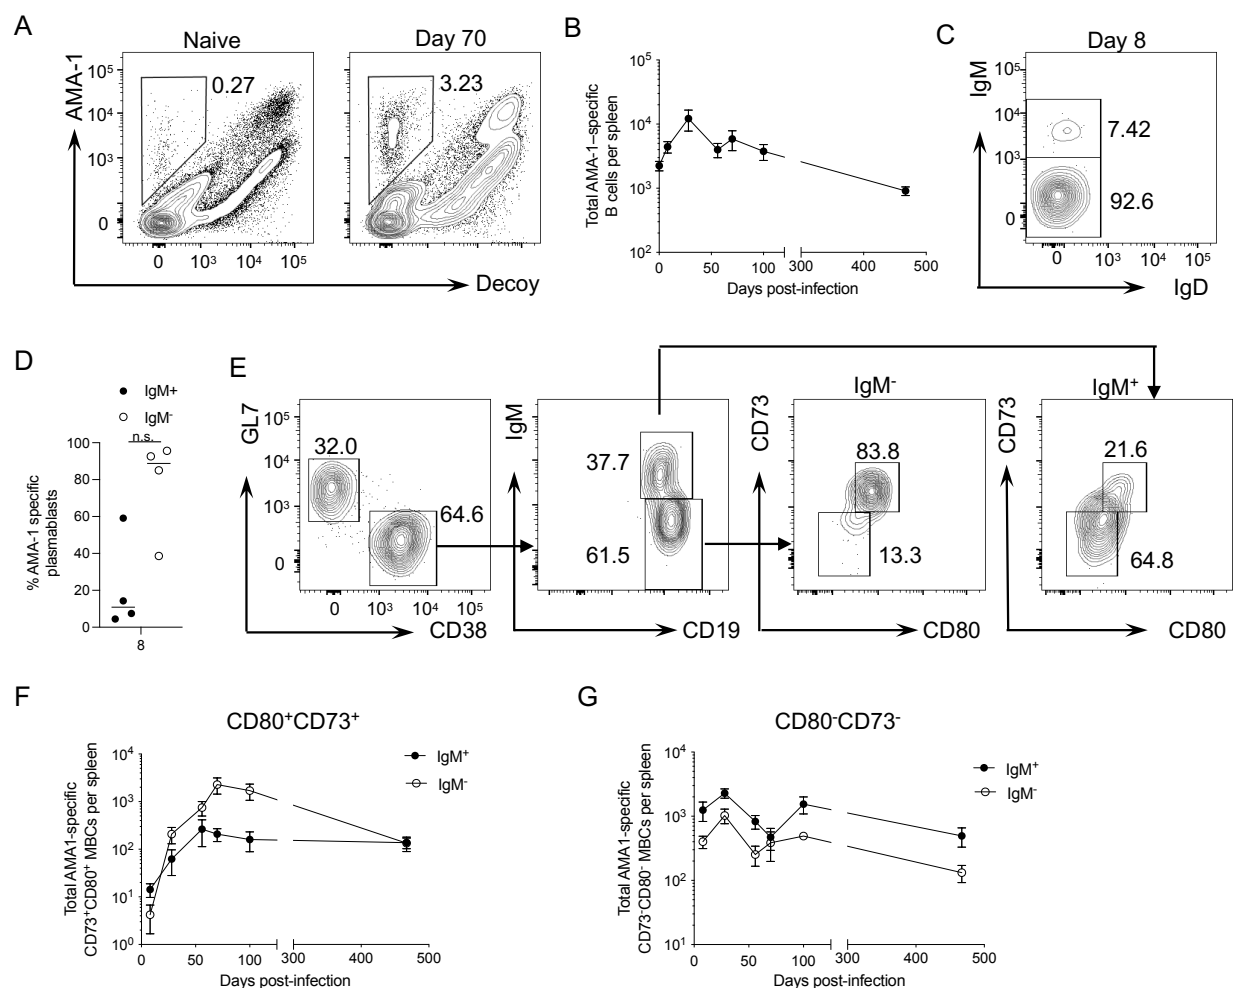 A
Naive
Day 70
AMA-1
10⁵
10⁴
10³
0
0.27
3.23
0 10³ 10⁴ 10⁵
0 10³ 10⁴ 10⁵
Decoy
B
Total AMA-1–specific
B cells per spleen
10⁵
10⁴
10³
10²
0 50 100 300 400 500
Days post-infection
C
Day 8
IgM
10⁵
10⁴
10³
0
7.42
92.6
0 10³ 10⁴ 10⁵
IgD
D
IgM+
IgM⁻
n.s.
% AMA-1 specific
plasmablasts
100
80
60
40
20
0
8
E
GL7
10⁵
10⁴
10³
0
32.0
64.6
0 10³ 10⁴ 10⁵
CD38
IgM
37.7
61.5
CD19
IgM⁻
CD73
83.8
13.3
CD80
IgM⁺
CD73
21.6
64.8
CD80
F
CD80⁺CD73⁺
IgM⁺
IgM⁻
Total AMA1-specific
CD73⁺CD80⁺ MBCs per spleen
10⁴
10³
10²
10¹
10⁰
0 50 100 300 400 500
Days post-infection
G
CD80⁻CD73⁻
IgM⁺
IgM⁻
Total AMA1-specific
CD73⁻CD80⁻ MBCs per spleen
10⁴
10³
10²
10¹
0 50 100 300 400 500
Days post-infection